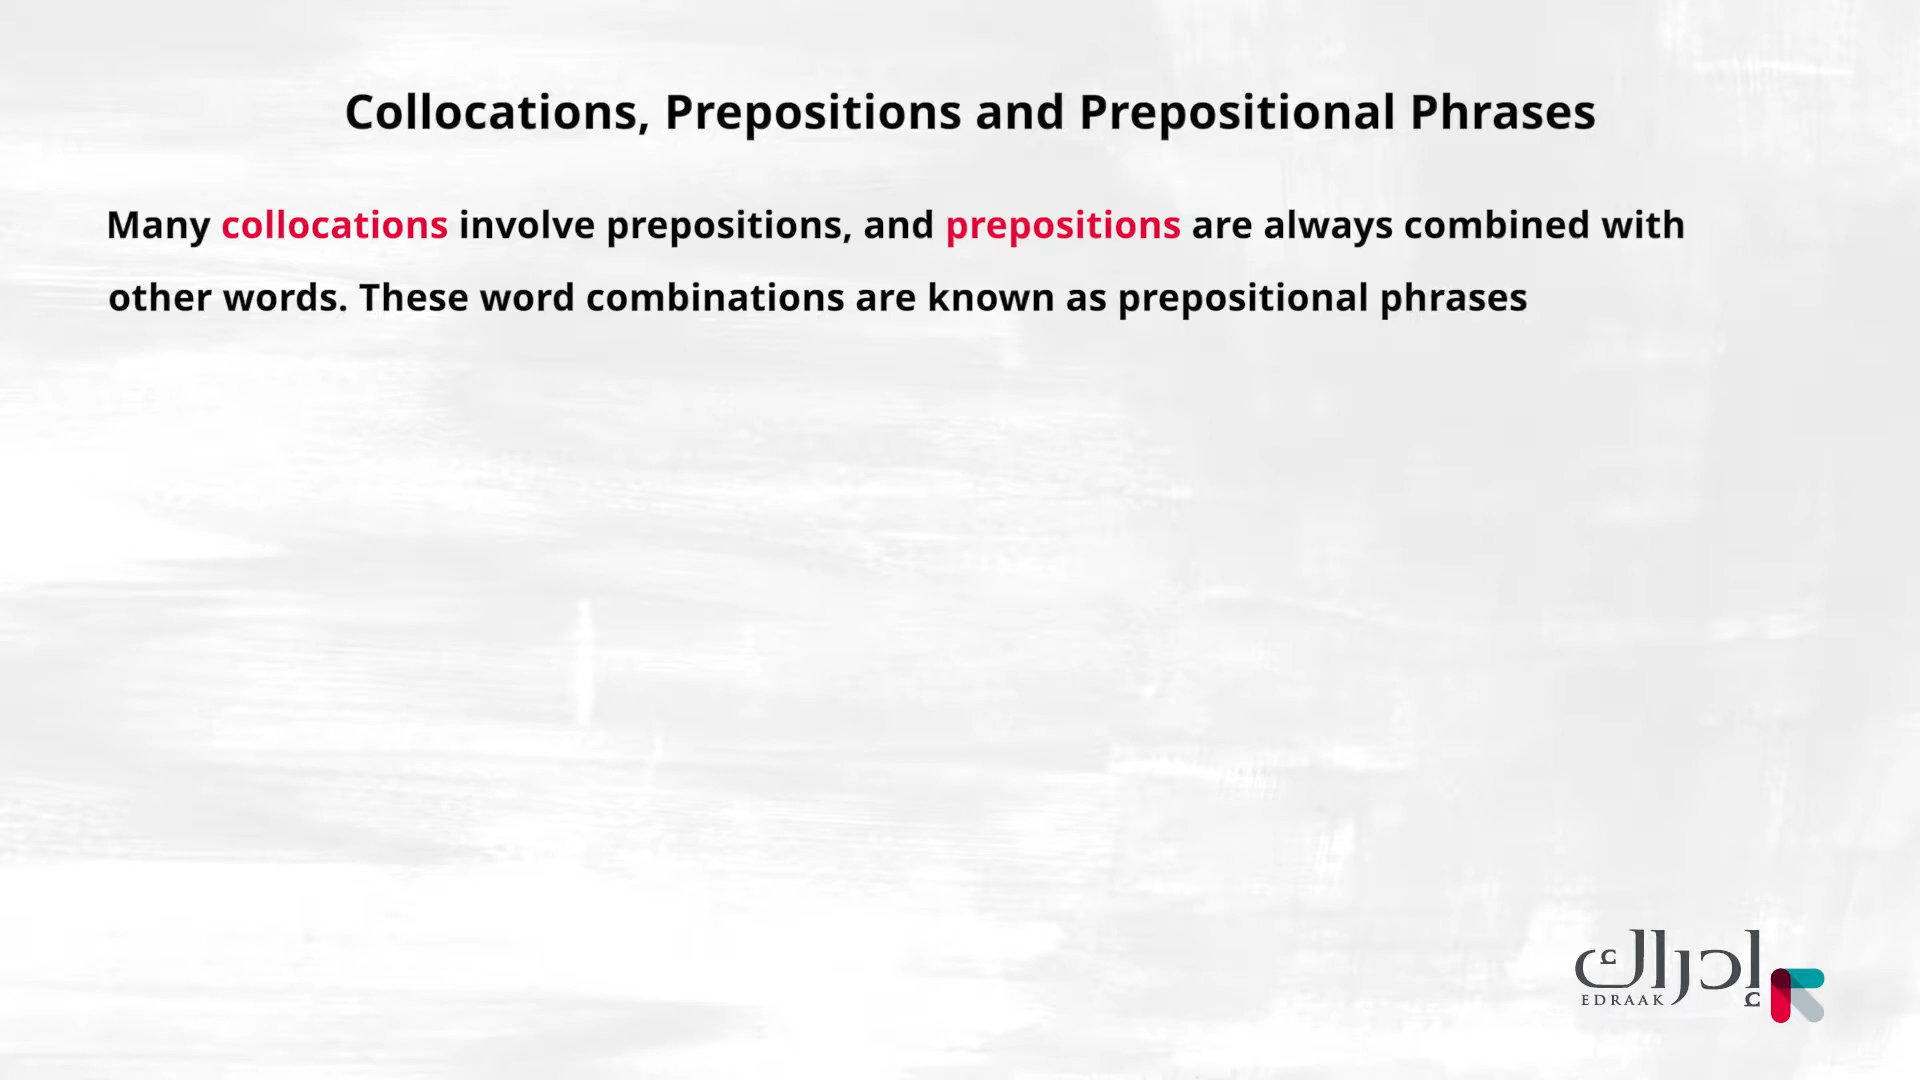 Collocations, Prepositions and Prepositional Phrases
Many collocations involve prepositions, and prepositions are always combined with
other words. These word combinations are known as prepositional phrases
إدراك
EDRAAK